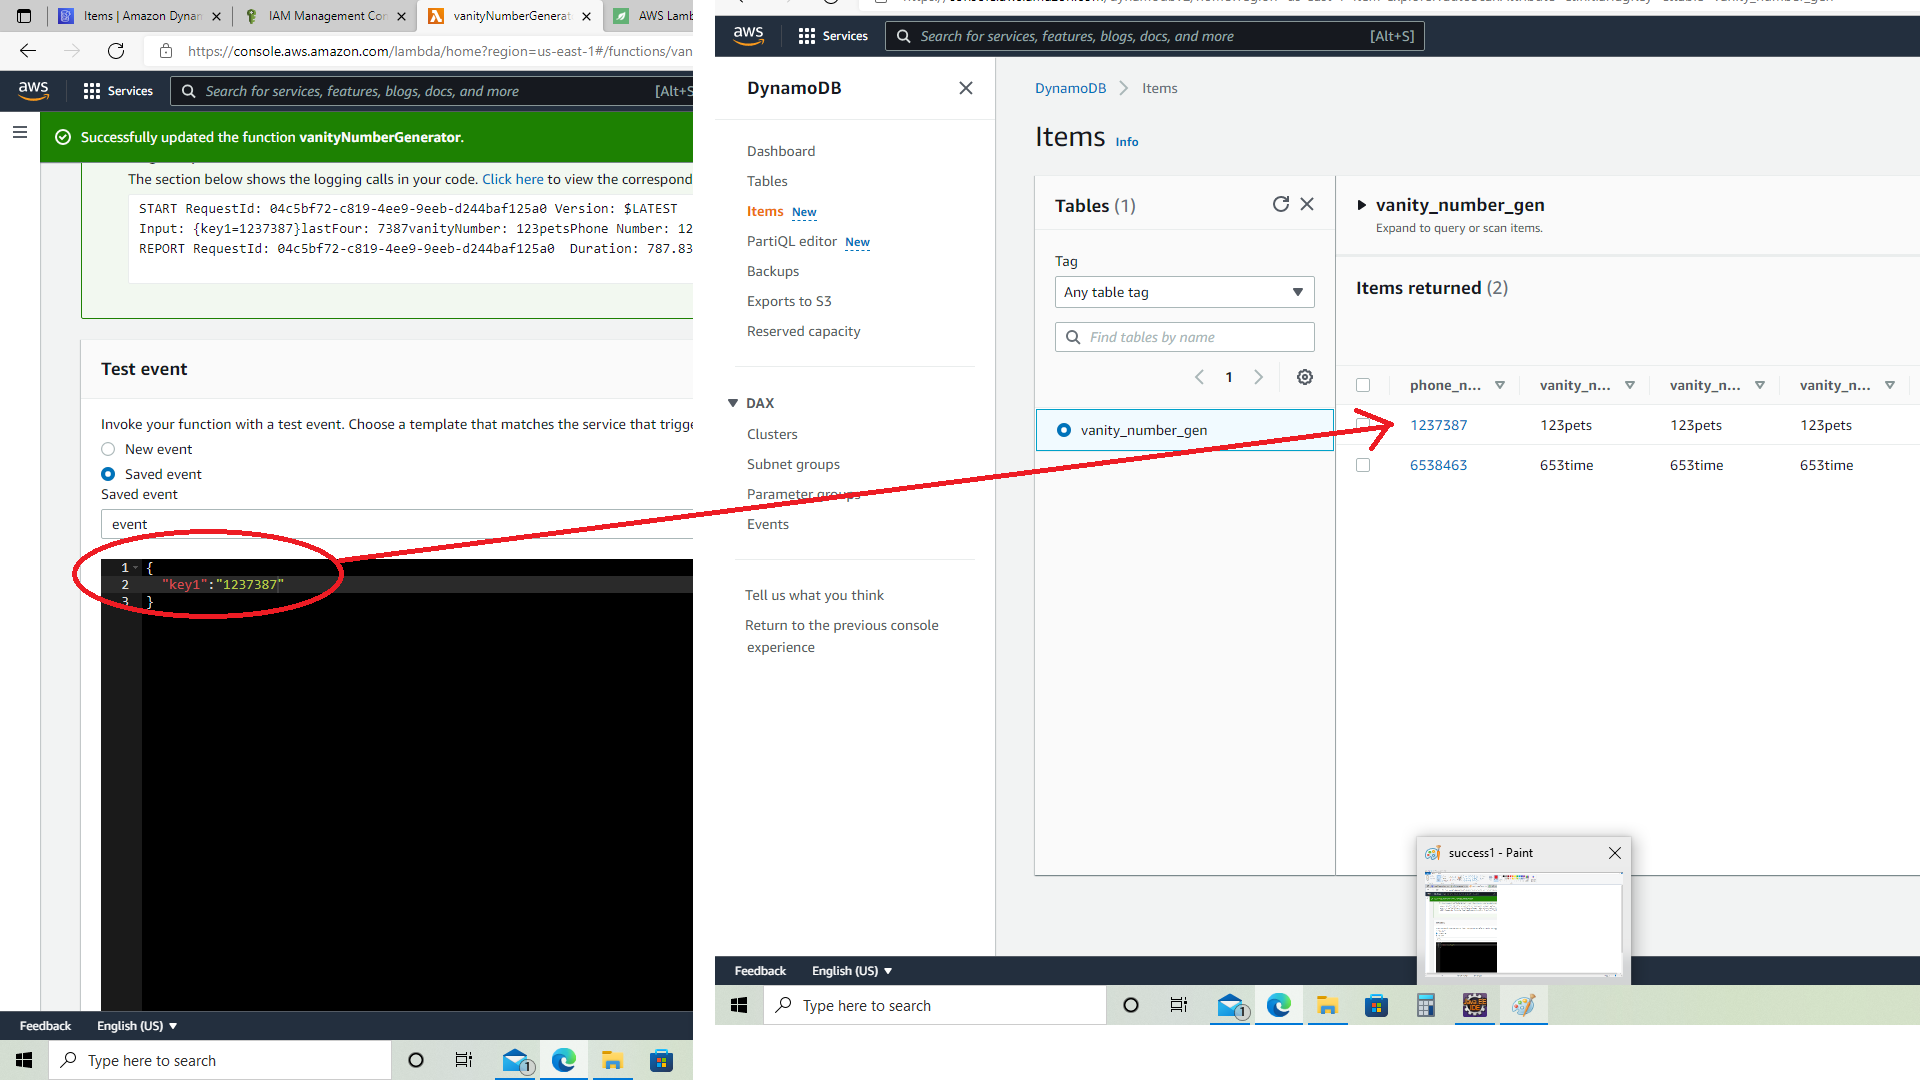 Items | Amazon Dynam
IAM Management Con
vanityNumberGenerat
AWS Lamb
https://console.aws.amazon.com/lambda/home?region=us-east-1#/functions/van
aws
Services
Search for services, features, blogs, docs, and more
[Alt+S
Successfully updated the function vanityNumberGenerator.
The section below shows the logging calls in your code. Click here to view the correspond
START RequestId: 04c5bf72-c819-4ee9-9eeb-d244baf125a0 Version: $LATEST
Input: {key1=1237387}lastFour: 7387vanityNumber: 123petsPhone Number: 12
REPORT RequestId: 04c5bf72-c819-4ee9-9eeb-d244baf125a0 Duration: 787.83
Test event
Invoke your function with a test event. Choose a template that matches the service that trigge
New event
Saved event
Saved event
event
1 {
2 "key1":"1237387"
3 }
Feedback
English (US)
Type here to search
1
aws
Services
Search for services, features, blogs, docs, and more
[Alt+S]
DynamoDB
Dashboard
Tables
Items New
PartiQL editor New
Backups
Exports to S3
Reserved capacity
DAX
Clusters
Subnet groups
Parameter groups
Events
Tell us what you think
Return to the previous console
experience
DynamoDB
Items
Items Info
Tables (1)
Tag
Any table tag
Find tables by name
1
vanity_number_gen
vanity_number_gen
Expand to query or scan items.
Items returned (2)
phone_n...
vanity_n...
vanity_n...
vanity_n...
1237387
123pets
123pets
123pets
6538463
653time
653time
653time
success1 - Paint
Feedback
English (US)
Type here to search
1